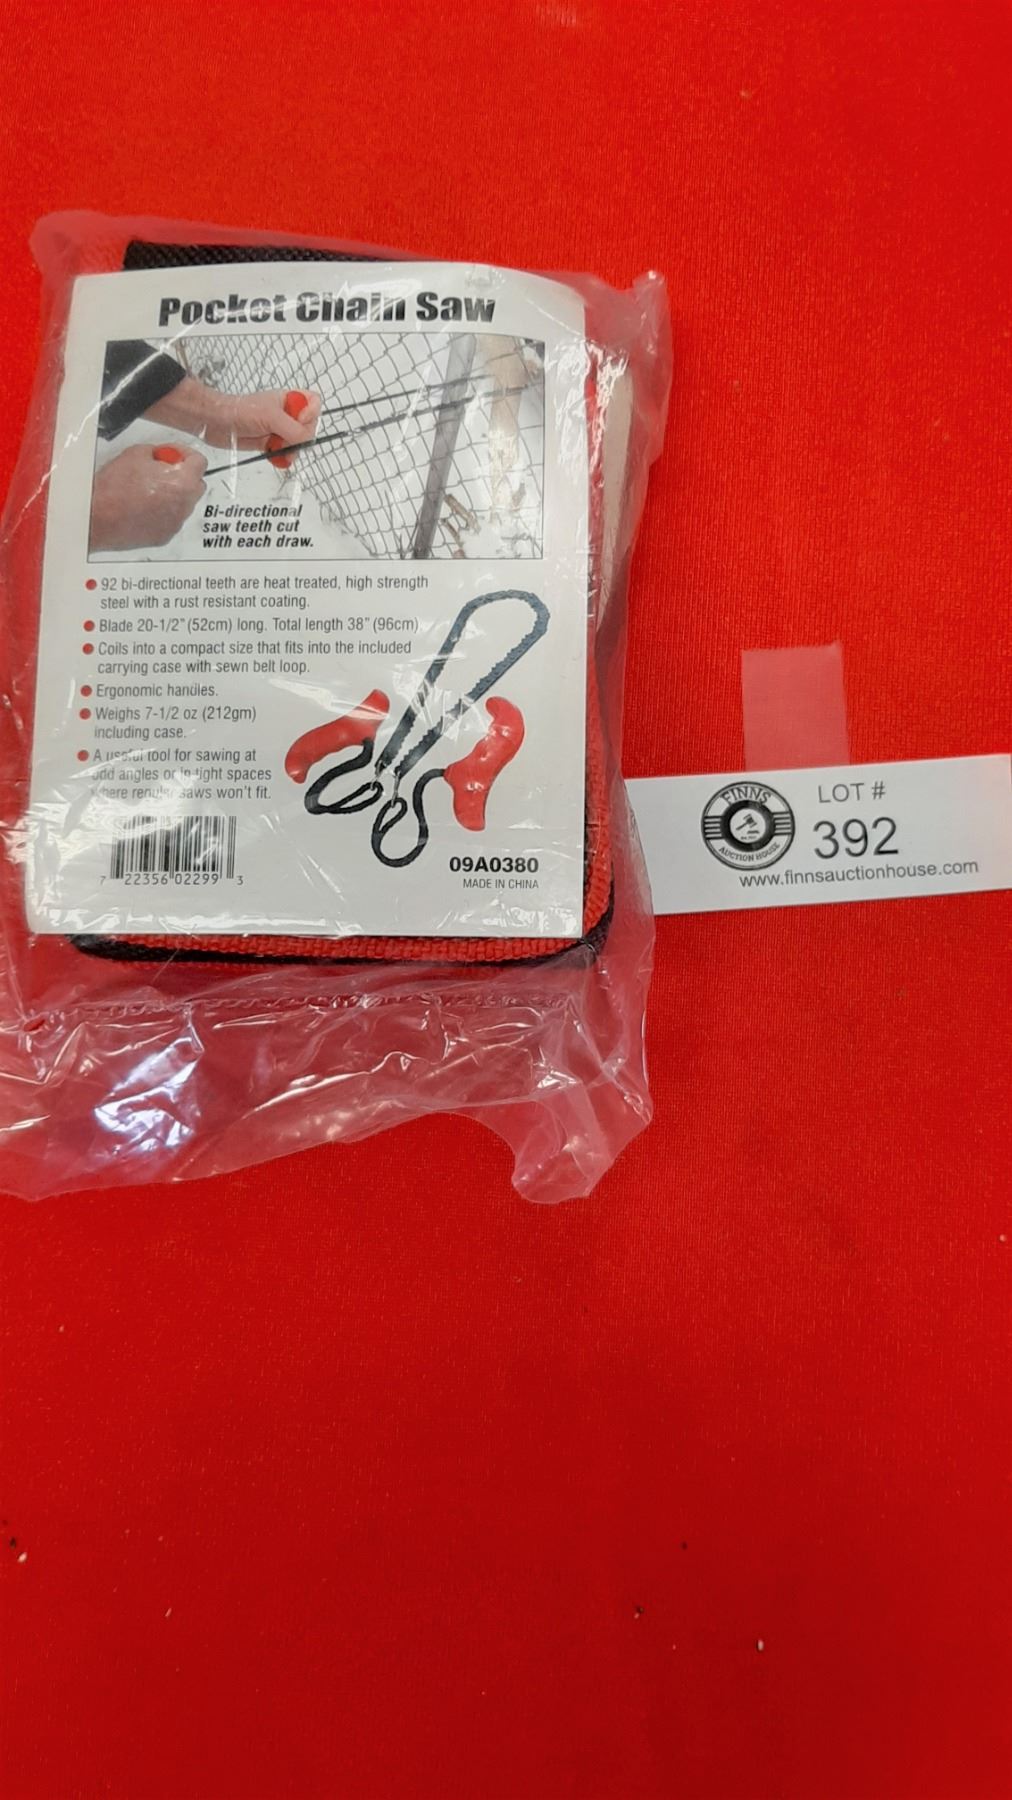 Pocket Chain Saw
Bi-directional
saw teeth cut
with each draw.
92 bi-directional teeth are heat treated, high strength
steel with a rust resistant coating.
Blade 20-1/2" (52cm) long. Total length 38" (96cm)
Coils into a compact size that fits into the included
carrying case with sewn belt loop.
Ergonomic handles.
Weighs 7-1/2 oz (212gm)
including case.
A useful tool for sawing at
odd angles or in tight spaces
where regular saws won't fit.
7 22356 02299 3
09A0380
MADE IN CHINA
FINNS
AUCTION HOUSE
LOT #
392
www.finnsauctionhouse.com